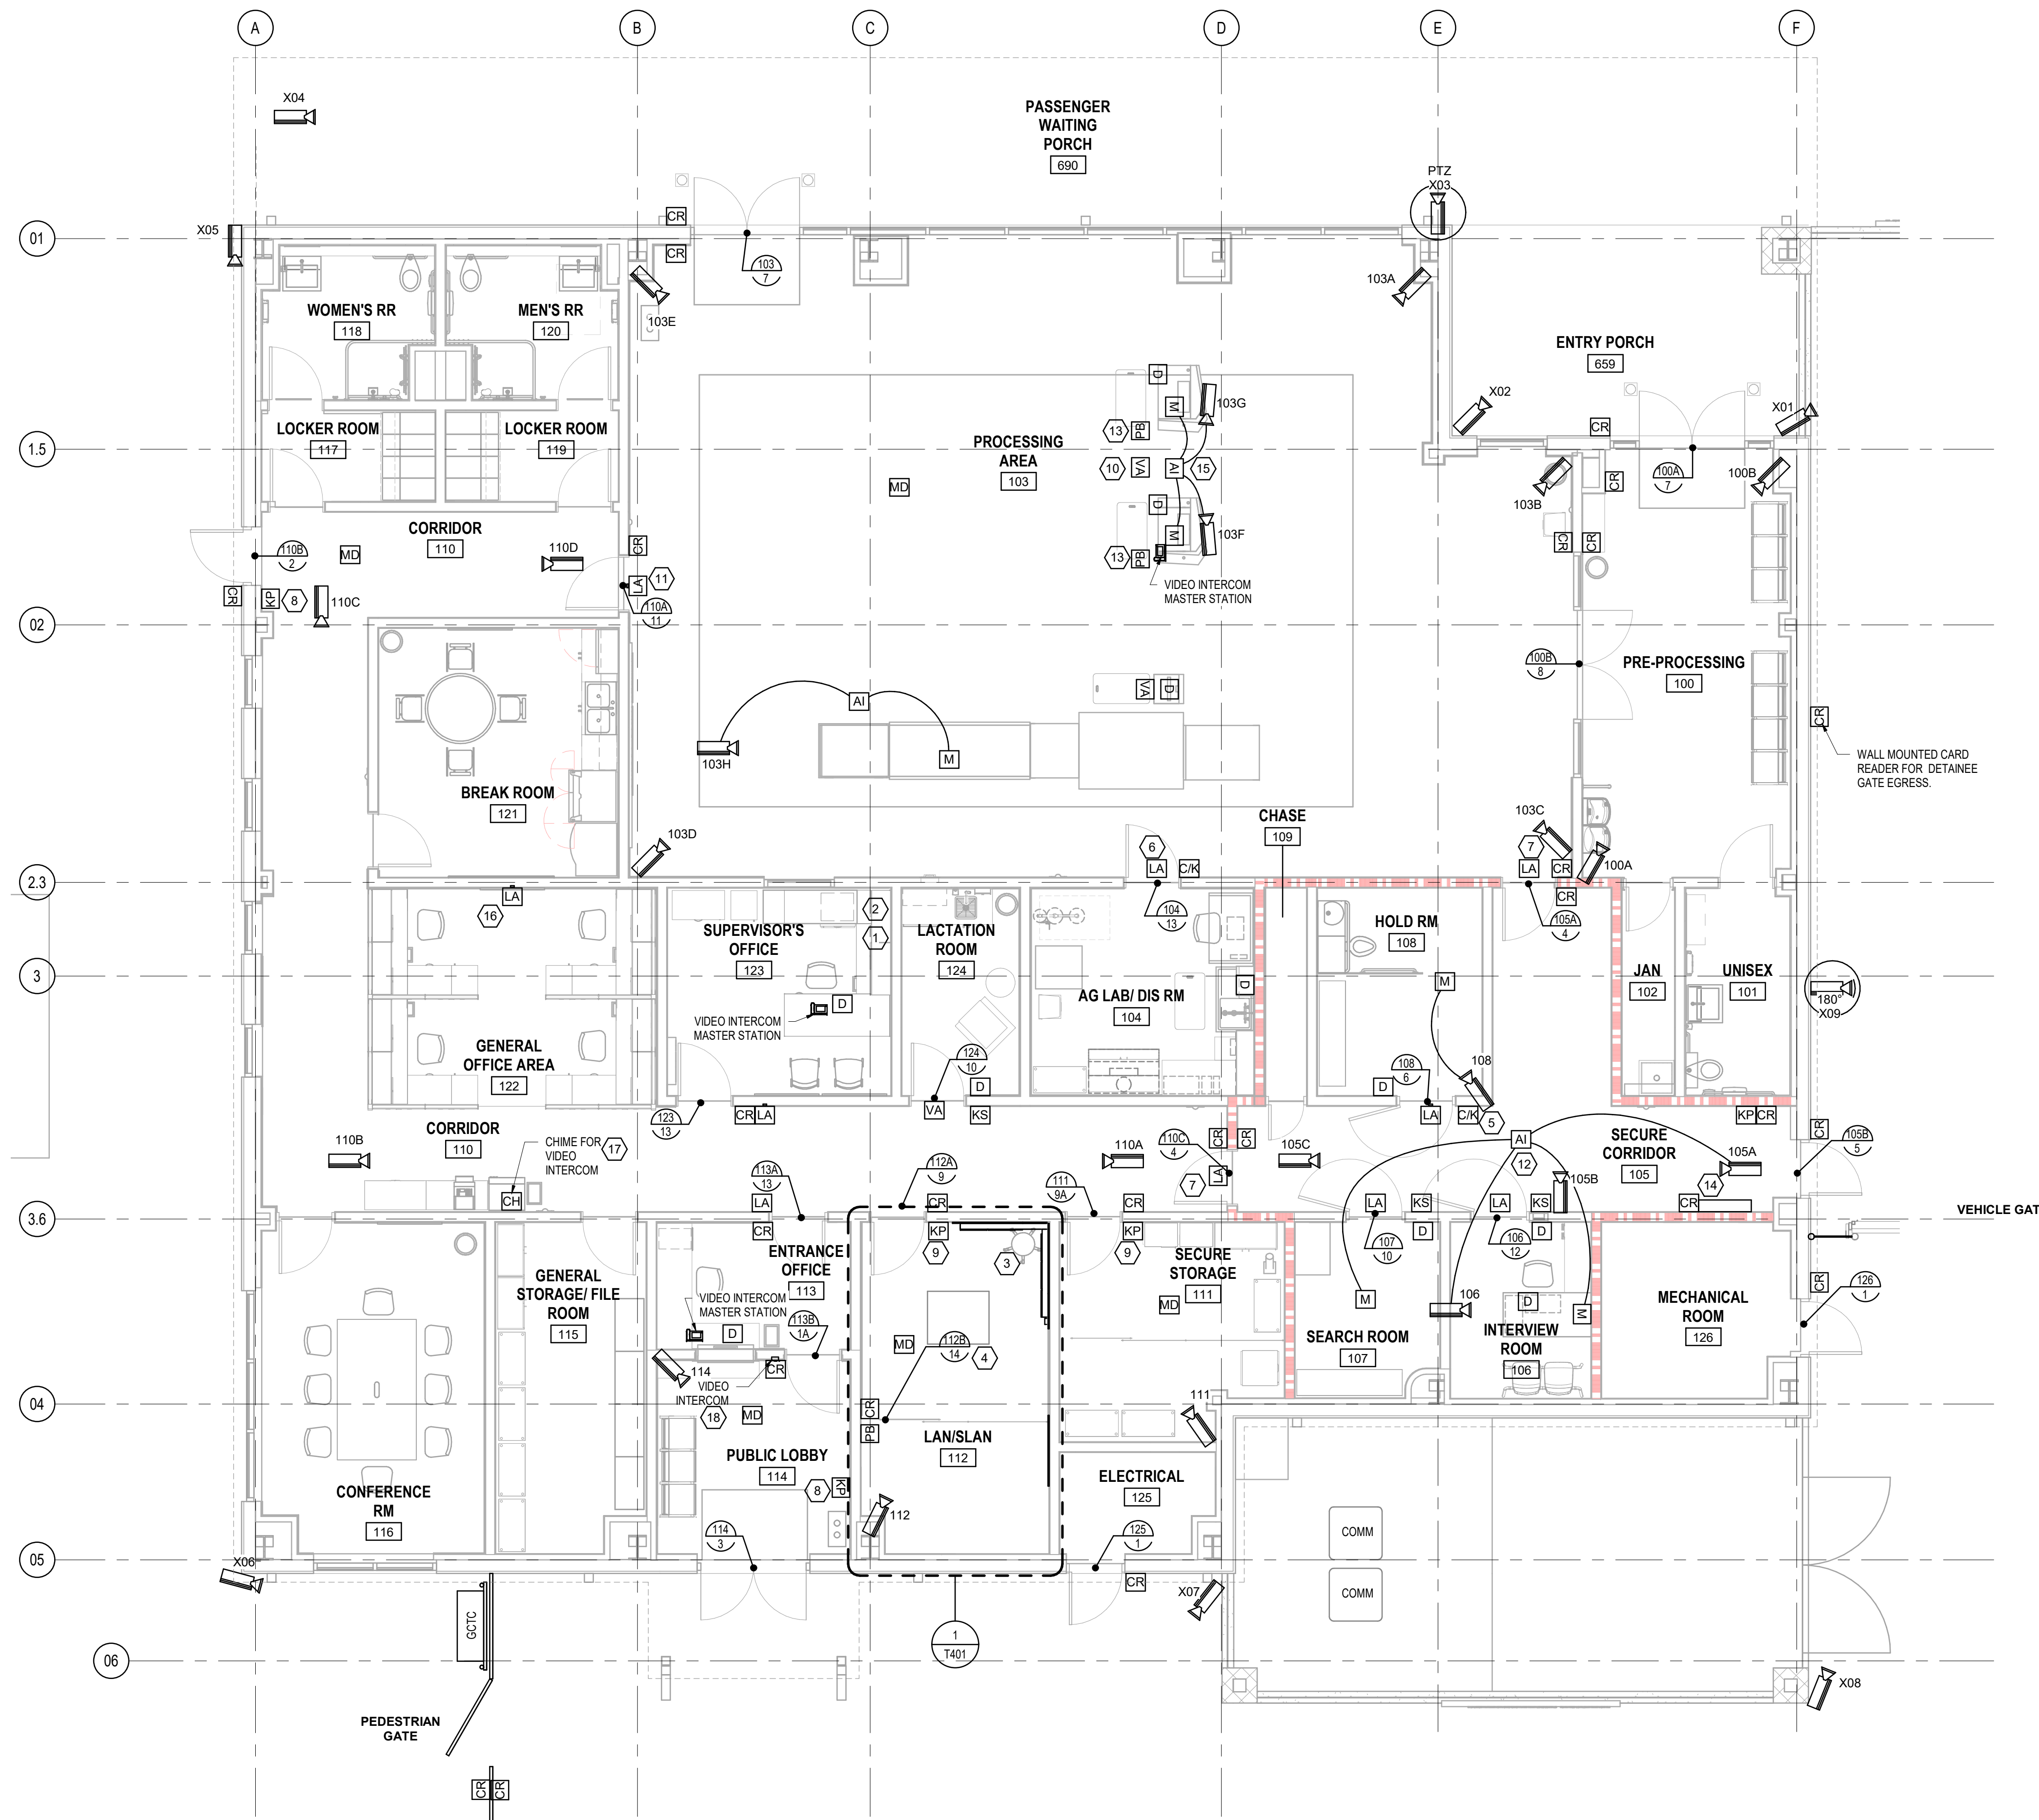 A
B
C
D
E
F
X04
PASSENGER
WAITING
PORCH
690
PTZ
X03
CR
X05
01
CR
103
7
103A
WOMEN'S RR
118
MEN'S RR
120
103E
ENTRY PORCH
659
D
M
103G
X02
X01
CR
LOCKER ROOM
117
LOCKER ROOM
119
PROCESSING
AREA
103
13
PB
1.5
10
VA
AI
15
MD
103B
CR
100A
7
100B
D
M
103F
13
PB
CORRIDOR
110
110B
2
MD
110D
CR
CR
CR
VIDEO INTERCOM
MASTER STATION
LA
11
110A
11
CR
KP
8
110C
02
100B
8
PRE-PROCESSING
100
VA
D
AI
CR
103H
M
WALL MOUNTED CARD
READER FOR DETAINEE
GATE EGRESS.
BREAK ROOM
121
CHASE
109
103D
103C
6
LA
C/K
7
LA
CR
100A
2.3
LA
16
CR
2
1
104
13
105A
4
SUPERVISOR'S
OFFICE
123
LACTATION
ROOM
124
HOLD RM
108
3
AG LAB/ DIS RM
104
D
M
JAN
102
UNISEX
101
180°
X09
D
VIDEO INTERCOM
MASTER STATION
GENERAL
OFFICE AREA
122
124
10
108
6
108
D
D
123
13
CR
LA
VA
KS
LA
C/K
5
KP
CR
CORRIDOR
110
CHIME FOR
VIDEO
INTERCOM
17
110B
110A
110C
4
CR
CR
105C
AI
12
SECURE
CORRIDOR
105
105A
CR
105B
5
CH
113A
13
112A
9
111
9A
7
LA
105B
14
LA
CR
CR
LA
KS
LA
KS
CR
3.6
VEHICLE GAT
CR
KP
9
KP
9
3
107
10
D
106
12
D
ENTRANCE
OFFICE
113
SECURE
STORAGE
111
GENERAL
STORAGE/ FILE
ROOM
115
VIDEO INTERCOM
MASTER STATION
D
113B
1A
MD
M
106
D
M
MECHANICAL
ROOM
126
CR
126
1
MD
112B
14
4
SEARCH ROOM
107
INTERVIEW
ROOM
106
114
VIDEO
INTERCOM
18
CR
MD
04
CR
PB
111
LAN/SLAN
112
PUBLIC LOBBY
114
ELECTRICAL
125
CONFERENCE
RM
116
8
KP
112
114
3
125
1
COMM
05
X06
CR
X07
COMM
GCTC
1
T401
06
X08
PEDESTRIAN
GATE
CR
CR